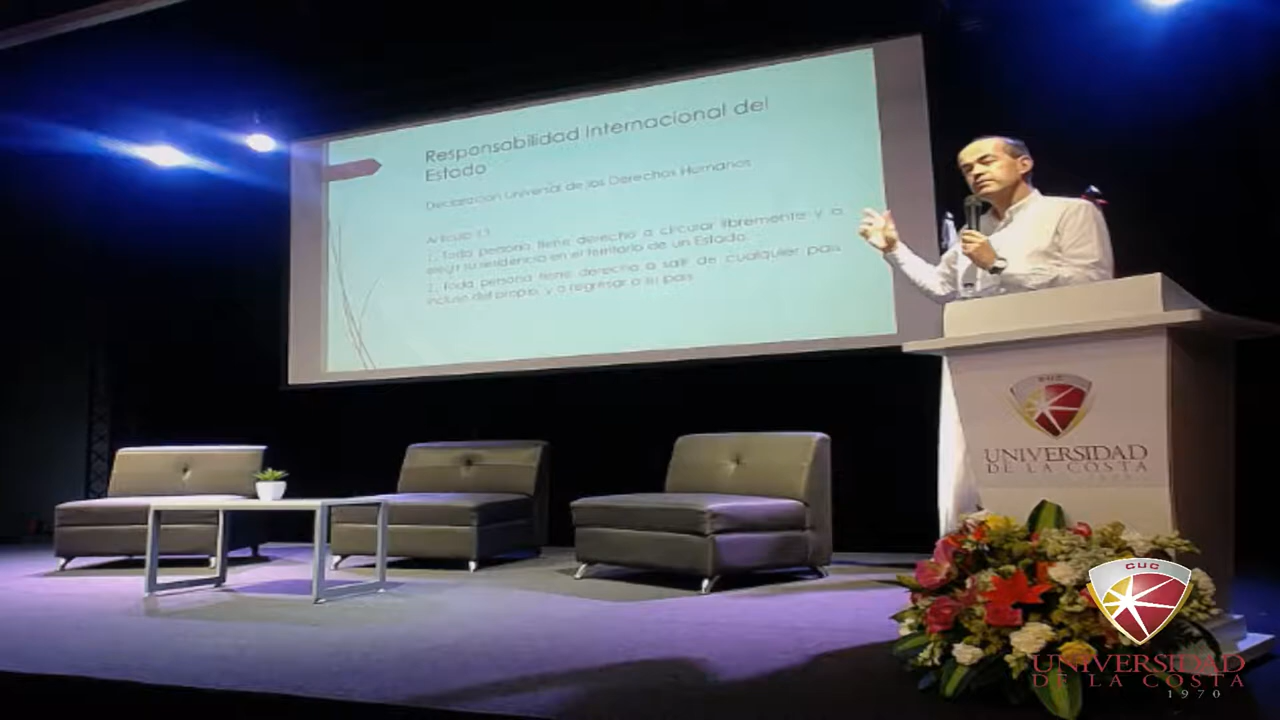 Responsabilidad Internacional del
Estado
Declaración Universal de los Derechos Humanos
Artículo 13
1. Toda persona tiene derecho a circular libremente y a
elegir su residencia en el territorio de un Estado.
2. Toda persona tiene derecho a salir de cualquier país,
incluso del propio, y a regresar a su país.
CUC
UNIVERSIDAD
DE LA COSTA
CUC
UNIVERSIDAD
DE LA COSTA
1970